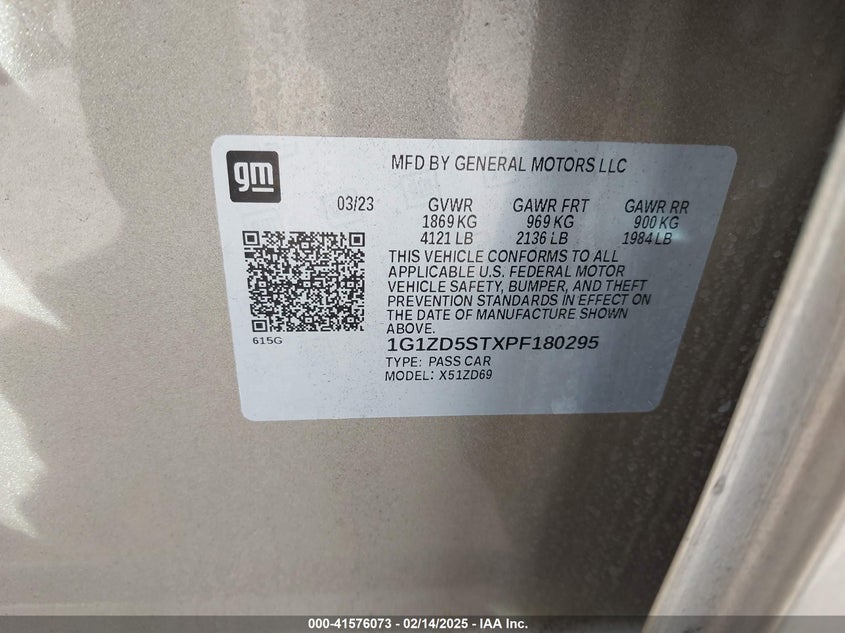 gm
MFD BY GENERAL MOTORS LLC
03/23 GVWR GAWR FRT GAWR RR
1869 KG 969 KG 900 KG
4121 LB 2136 LB 1984 LB
THIS VEHICLE CONFORMS TO ALL
APPLICABLE U.S. FEDERAL MOTOR
VEHICLE SAFETY, BUMPER, AND THEFT
PREVENTION STANDARDS IN EFFECT ON
THE DATE OF MANUFACTURE SHOWN
ABOVE.
615G
1G1ZD5STXPF180295
TYPE: PASS CAR
MODEL: X51ZD69
000-41576073 - 02/14/2025 - IAA Inc.